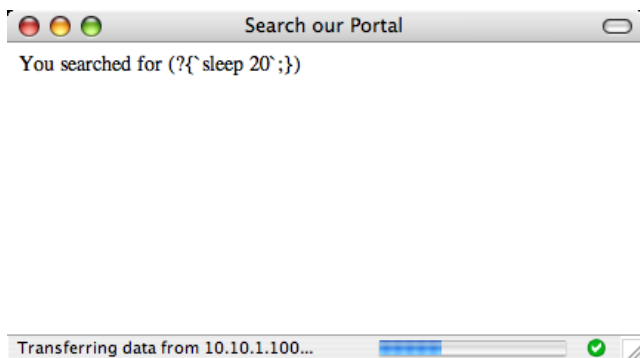 Search our Portal
You searched for (?{`sleep 20`;})
Transferring data from 10.10.1.100...